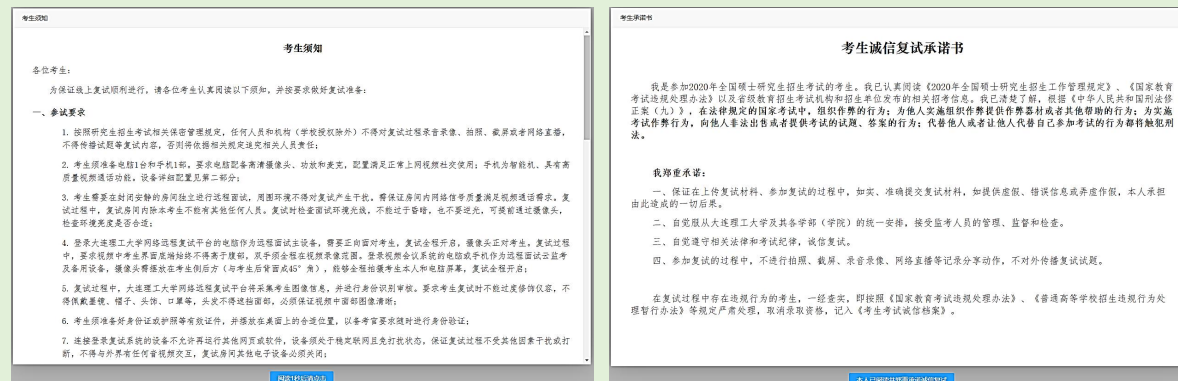 考生须知
考生须知
各位考生：
为保证线上复试顺利进行，请各位考生认真阅读以下须知，并按要求做好复试准备：
一、参试要求
1. 按照研究生招生考试相关保密管理规定，任何人员和机构（学校授权除外）不得对复试过程录音录像、拍照、截屏或者网络直播，
不得传播试题等复试内容，否则将依据相关规定追究相关人员责任；
2. 考生须准备电脑1台和手机1部。要求电脑配备高清摄像头、功放和麦克，配置满足正常上网视频社交使用；手机为智能机、具有高
质量视频通话功能。设备详细配置见第二部分；
3. 考生需要在封闭安静的房间独立进行远程面试，周围环境不得对复试产生干扰。需保证房间内网络信号质量满足视频通话需求。复
试过程中，复试房间内除本考生不能有其他任何人员。复试时检查面试环境光线，不能过于昏暗，也不要逆光，可提前通过摄像头，
检查环境亮度是否合适；
4. 登录大连理工大学网络远程复试平台的电脑作为远程面试主设备，需要正向面对考生，复试全程开启，摄像头正对考生。复试过程
中，要求视频中考生界面底端始终不得高于腹部，双手须全程在视频录像范围。登录视频会议系统的电脑或手机作为远程面试云监考
及备用设备，摄像头需摆放在考生侧后方（与考生后背面成45°角），能够全程拍摄考生本人和电脑屏幕，复试全程开启；
5. 复试过程中，大连理工大学网络远程复试平台将采集考生图像信息，并进行身份识别审核。要求考生复试时不能过度修饰仪容，不
得佩戴墨镜、帽子、头饰、口罩等，头发不得遮挡面部，必须保证视频中面部图像清晰；
6. 考生须准备好身份证或护照等有效证件，并摆放在桌面上的合适位置，以备考官要求随时进行身份验证；
7. 连接登录复试系统的设备不允许再运行其他网页或软件，设备须处于稳定联网且免打扰状态，保证复试过程不受其他因素干扰或打
断，不得与外界有任何音视频交互，复试房间其他电子设备必须关闭；
阅读1秒后请点击
考生承诺书
考生诚信复试承诺书
我是参加2020年全国硕士研究生招生考试的考生。我已认真阅读《2020年全国硕士研究生招生工作管理规定》、《国家教育
考试违规处理办法》以及省级教育招生考试机构和招生单位发布的相关招考信息。我已清楚了解，根据《中华人民共和国刑法修
正案（九）》，在法律规定的国家考试中，组织作弊的行为；为他人实施组织作弊提供作弊器材或者其他帮助的行为；为实施
考试作弊行为，向他人非法出售或者提供考试的试题、答案的行为；代替他人或者让他人代替自己参加考试的行为都将触犯刑
法。
我郑重承诺：
一、保证在上传复试材料、参加复试的过程中，如实、准确提交复试材料，如提供虚假、错误信息或弄虚作假，本人承担
由此造成的一切后果。
二、自觉服从大连理工大学及其各学部（学院）的统一安排，接受监考人员的管理、监督和检查。
三、自觉遵守相关法律和考试纪律，诚信复试。
四、参加复试的过程中，不进行拍照、截屏、录音录像、网络直播等记录分享动作，不对外传播复试试题。
在复试过程中存在违规行为的考生，一经查实，即按照《国家教育考试违规处理办法》、《普通高等学校招生违规行为处
理暂行办法》等规定严肃处理，取消录取资格，记入《考生考试诚信档案》。
本人已阅读并郑重承诺诚信复试